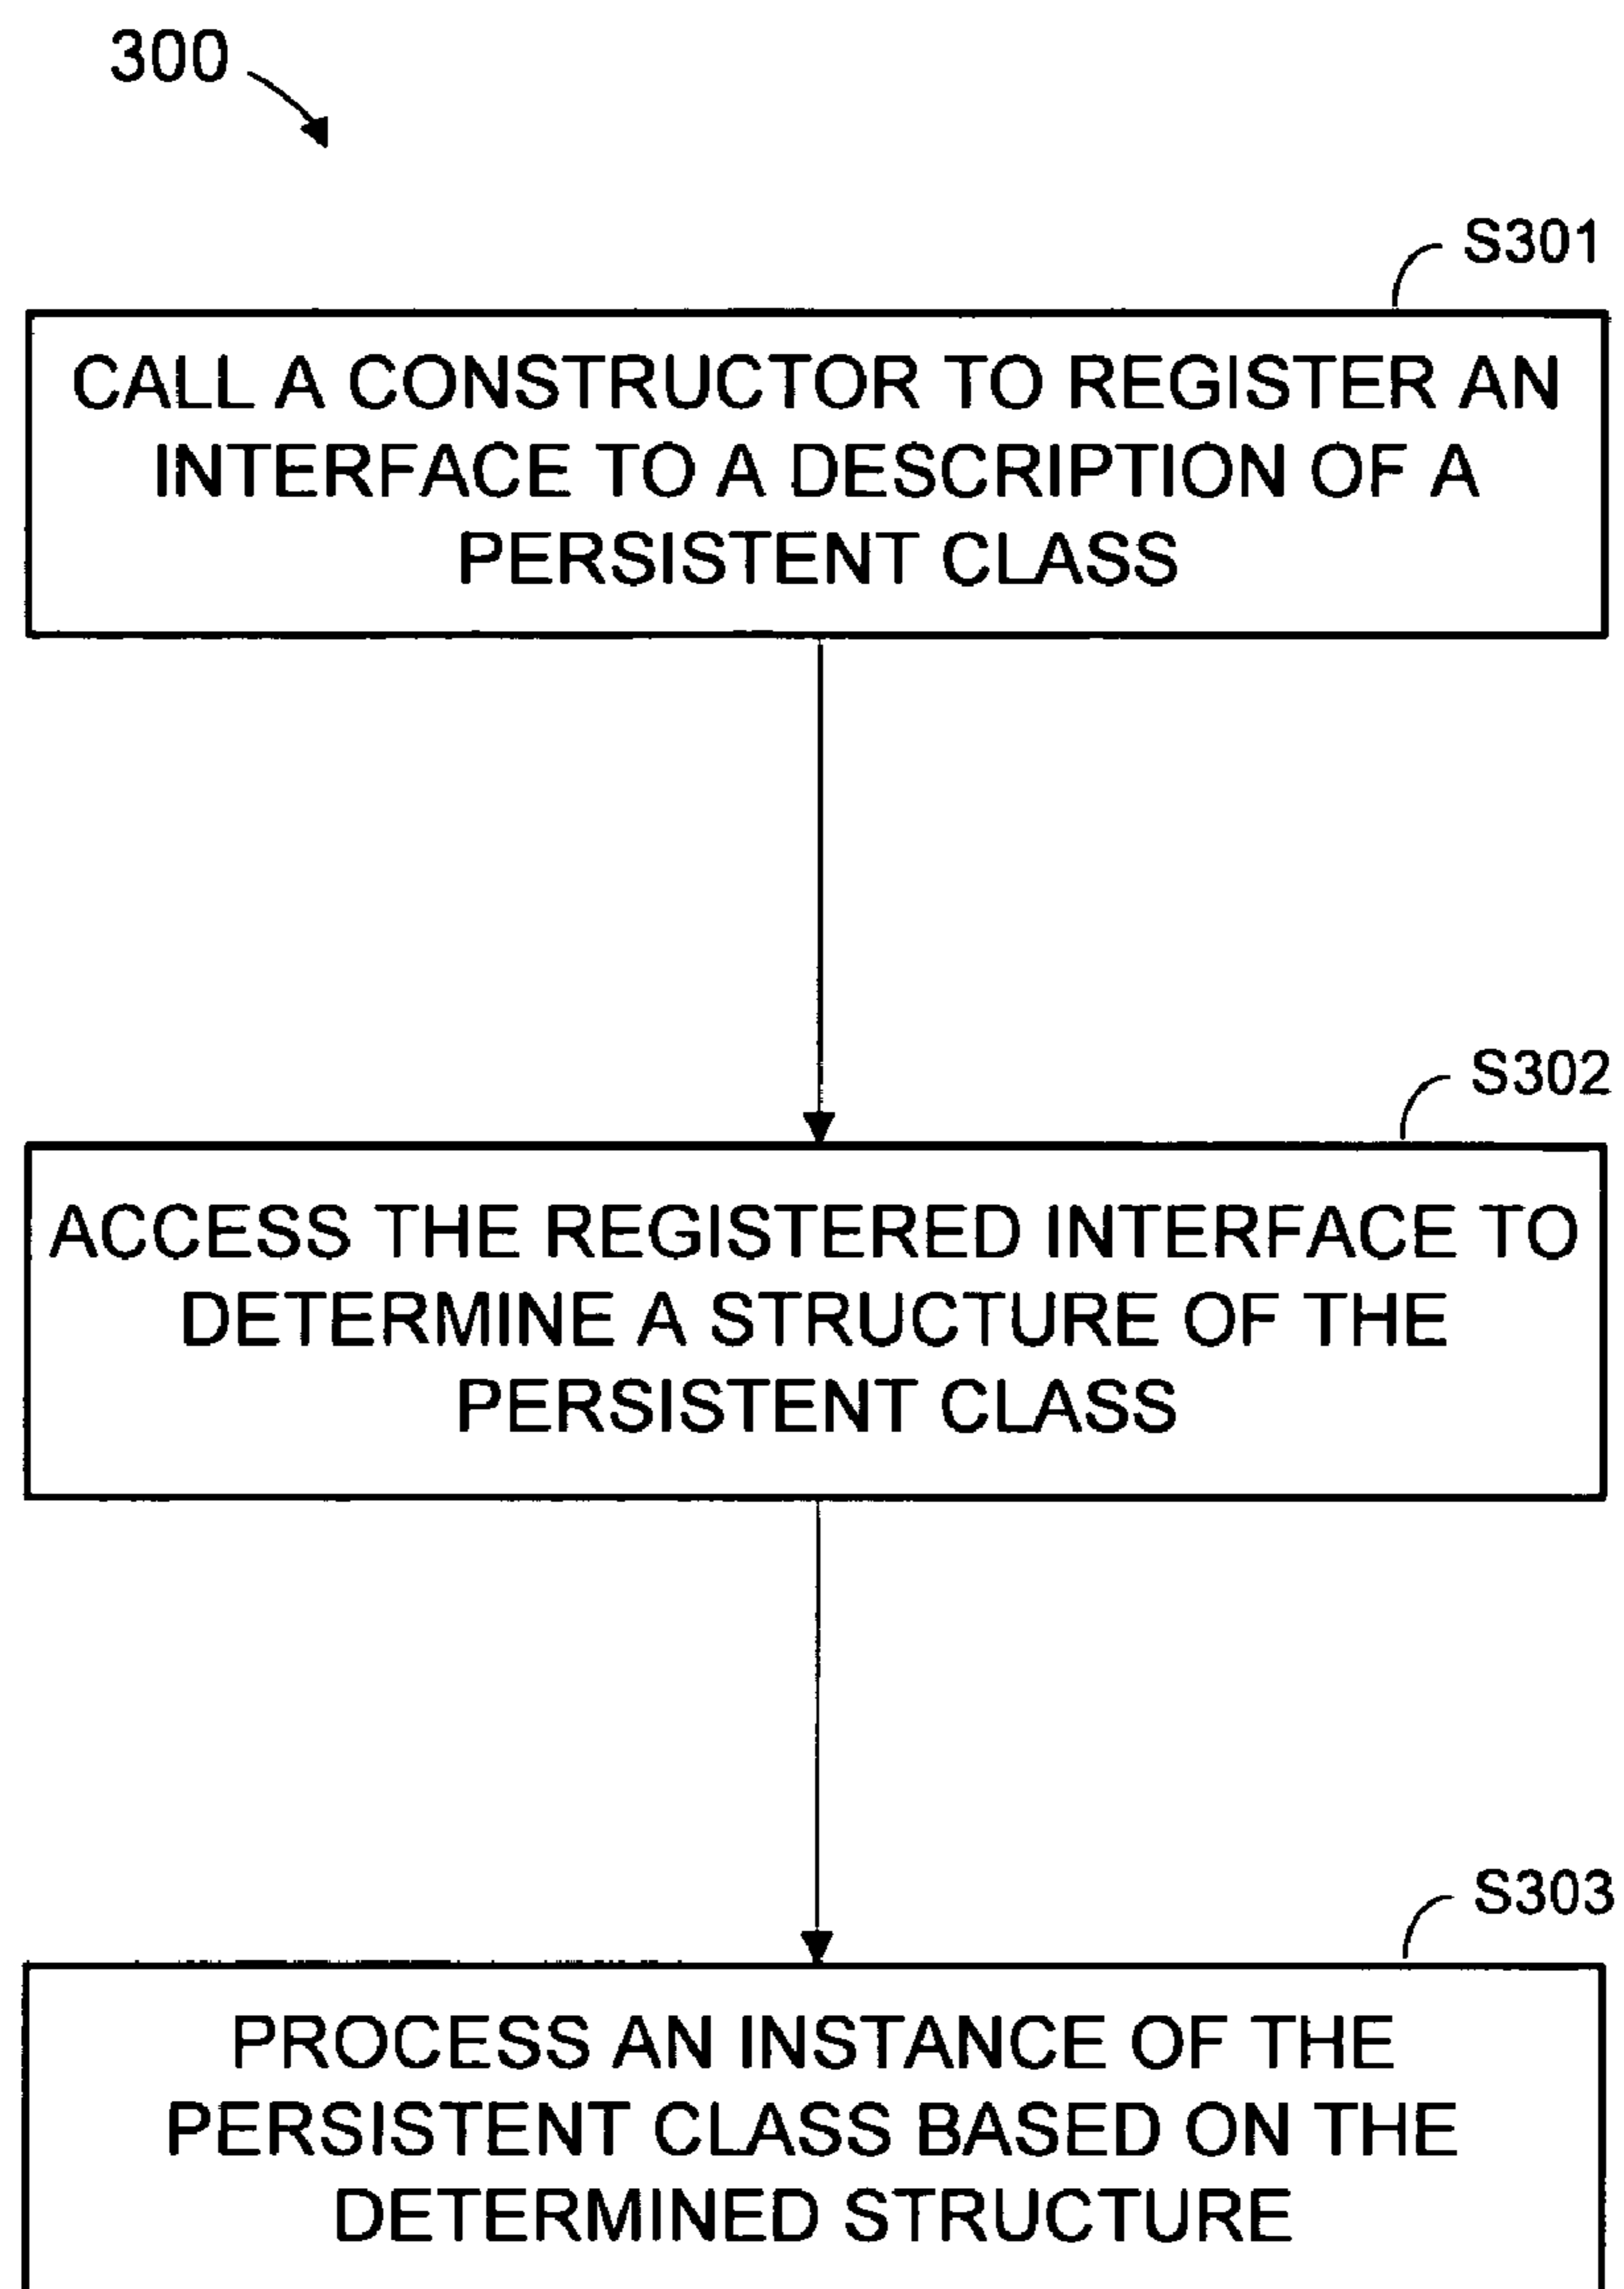 300
S301
CALL A CONSTRUCTOR TO REGISTER AN
INTERFACE TO A DESCRIPTION OF A
PERSISTENT CLASS
S302
ACCESS THE REGISTERED INTERFACE TO
DETERMINE A STRUCTURE OF THE
PERSISTENT CLASS
S303
PROCESS AN INSTANCE OF THE
PERSISTENT CLASS BASED ON THE
DETERMINED STRUCTURE